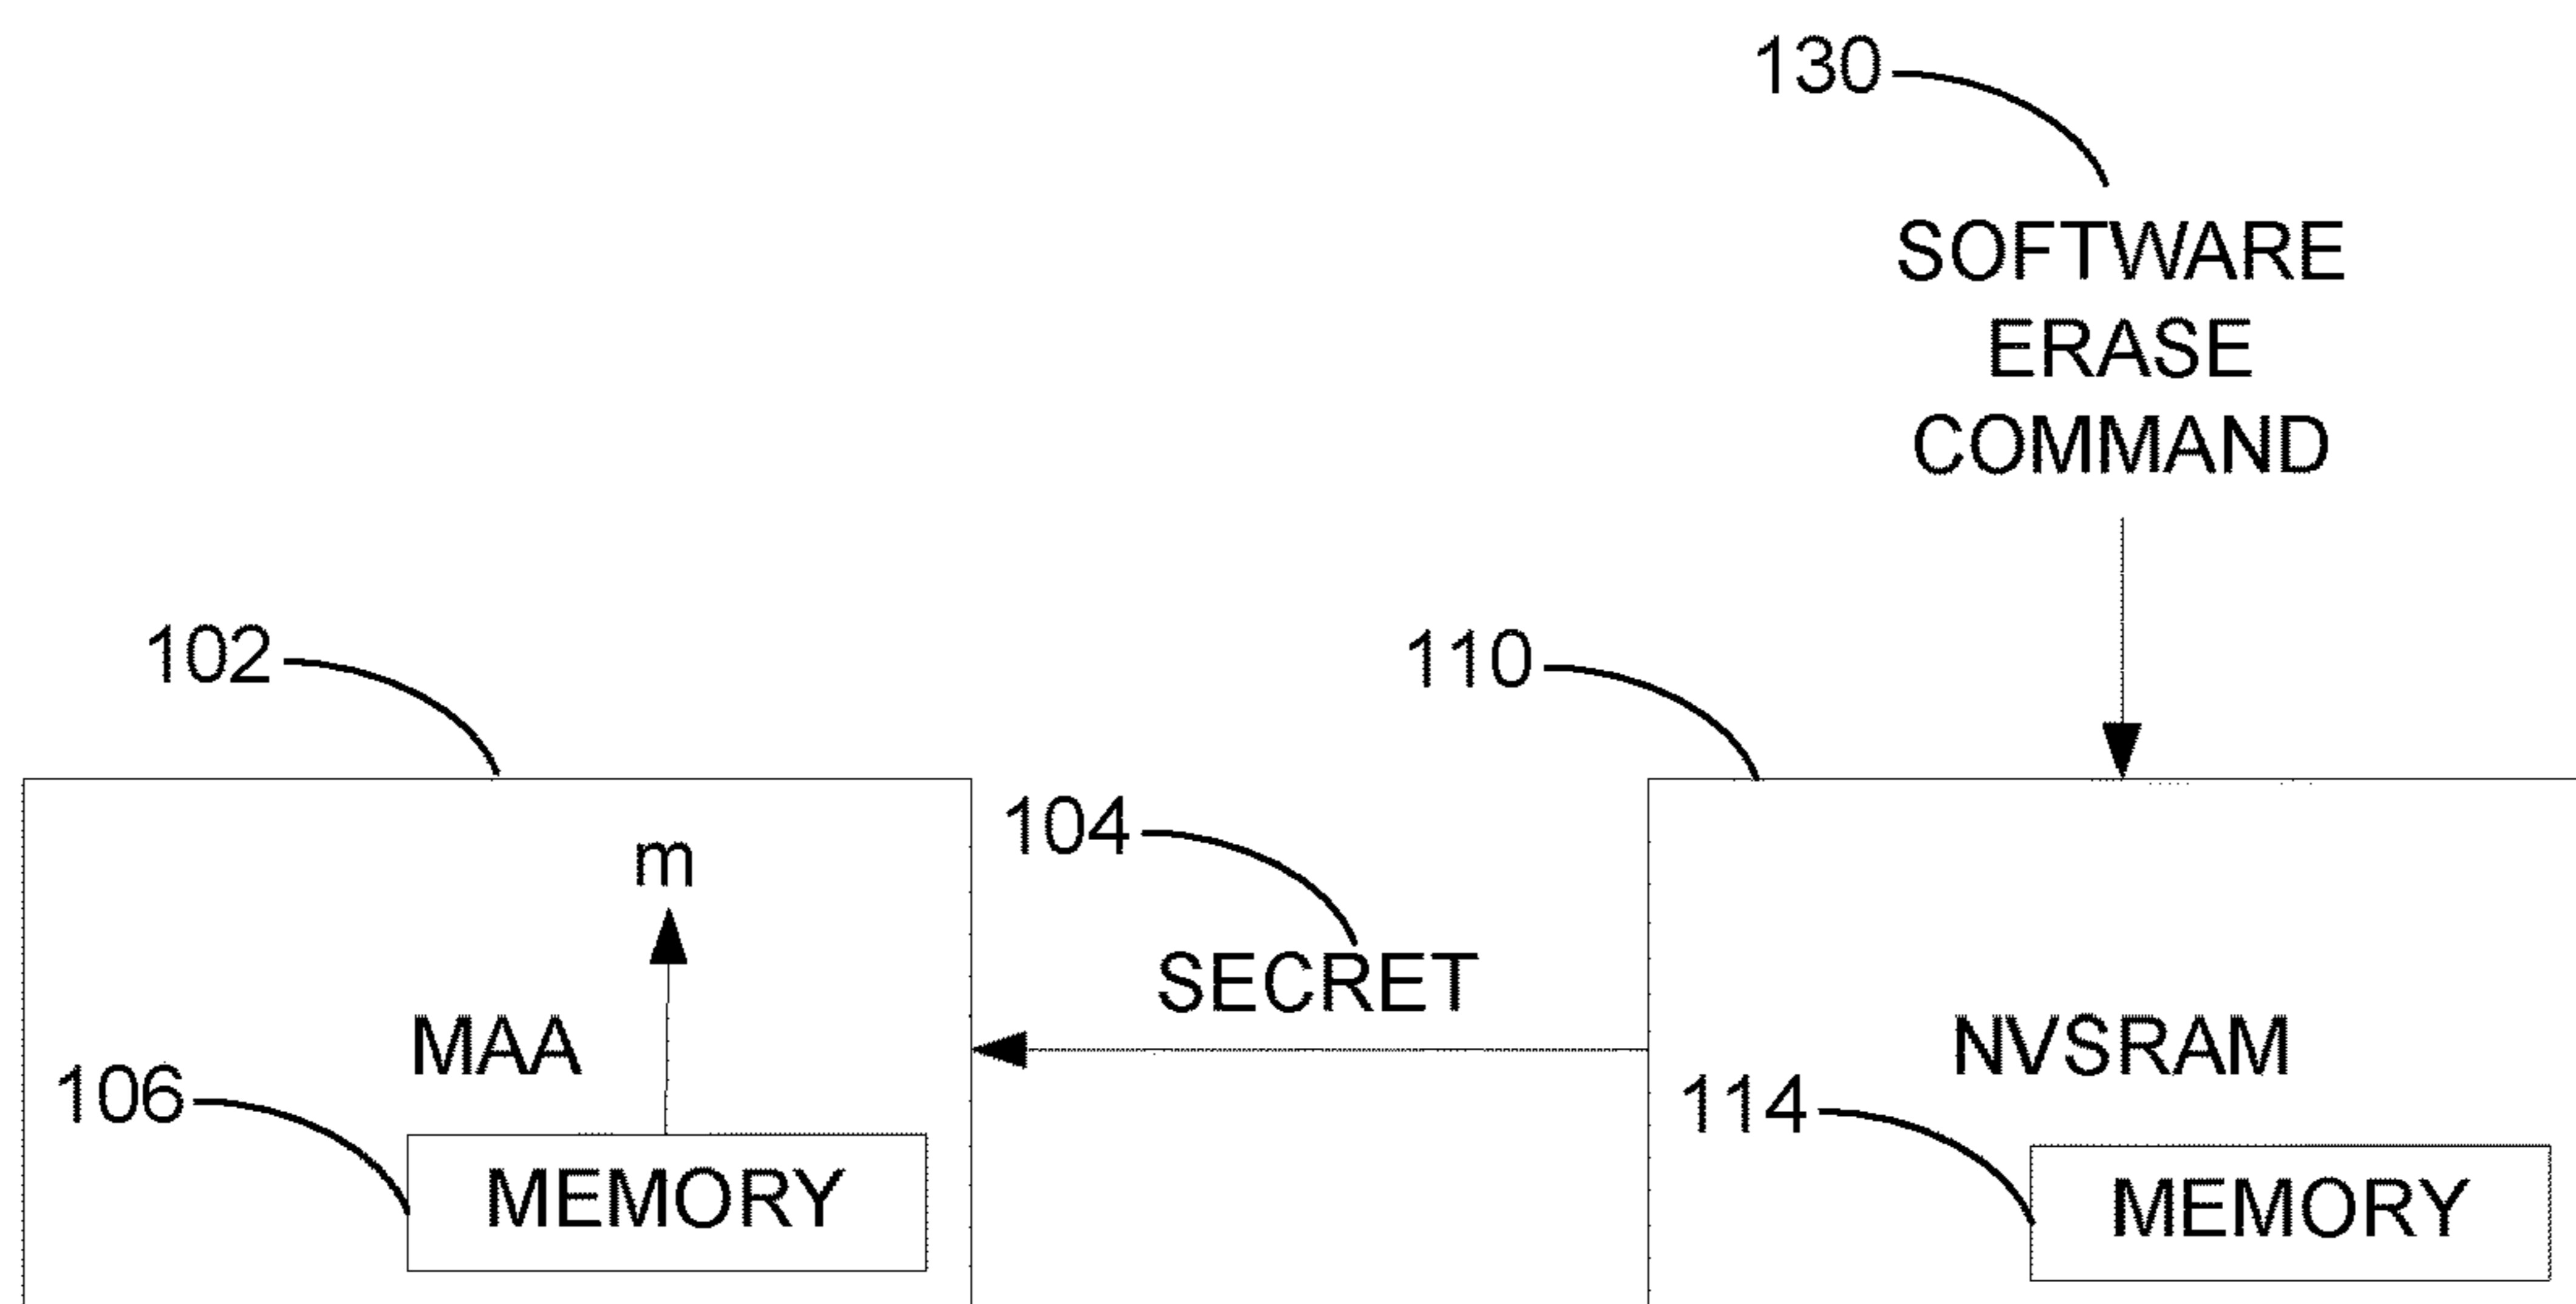 130
SOFTWARE
ERASE
COMMAND
102
110
104
m
SECRET
MAA
NVSRAM
106
114
MEMORY
MEMORY